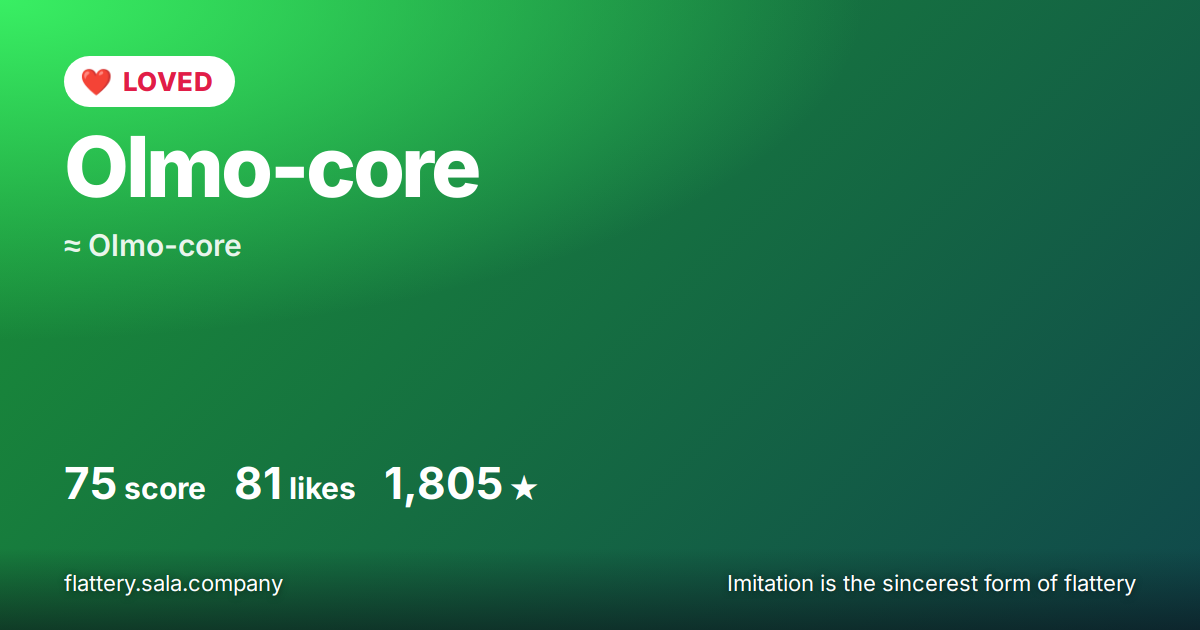 ❤️ LOVED
Olmo-core
≈ Olmo-core
75 score 81 likes 1,805 ★
flattery.sala.company
Imitation is the sincerest form of flattery